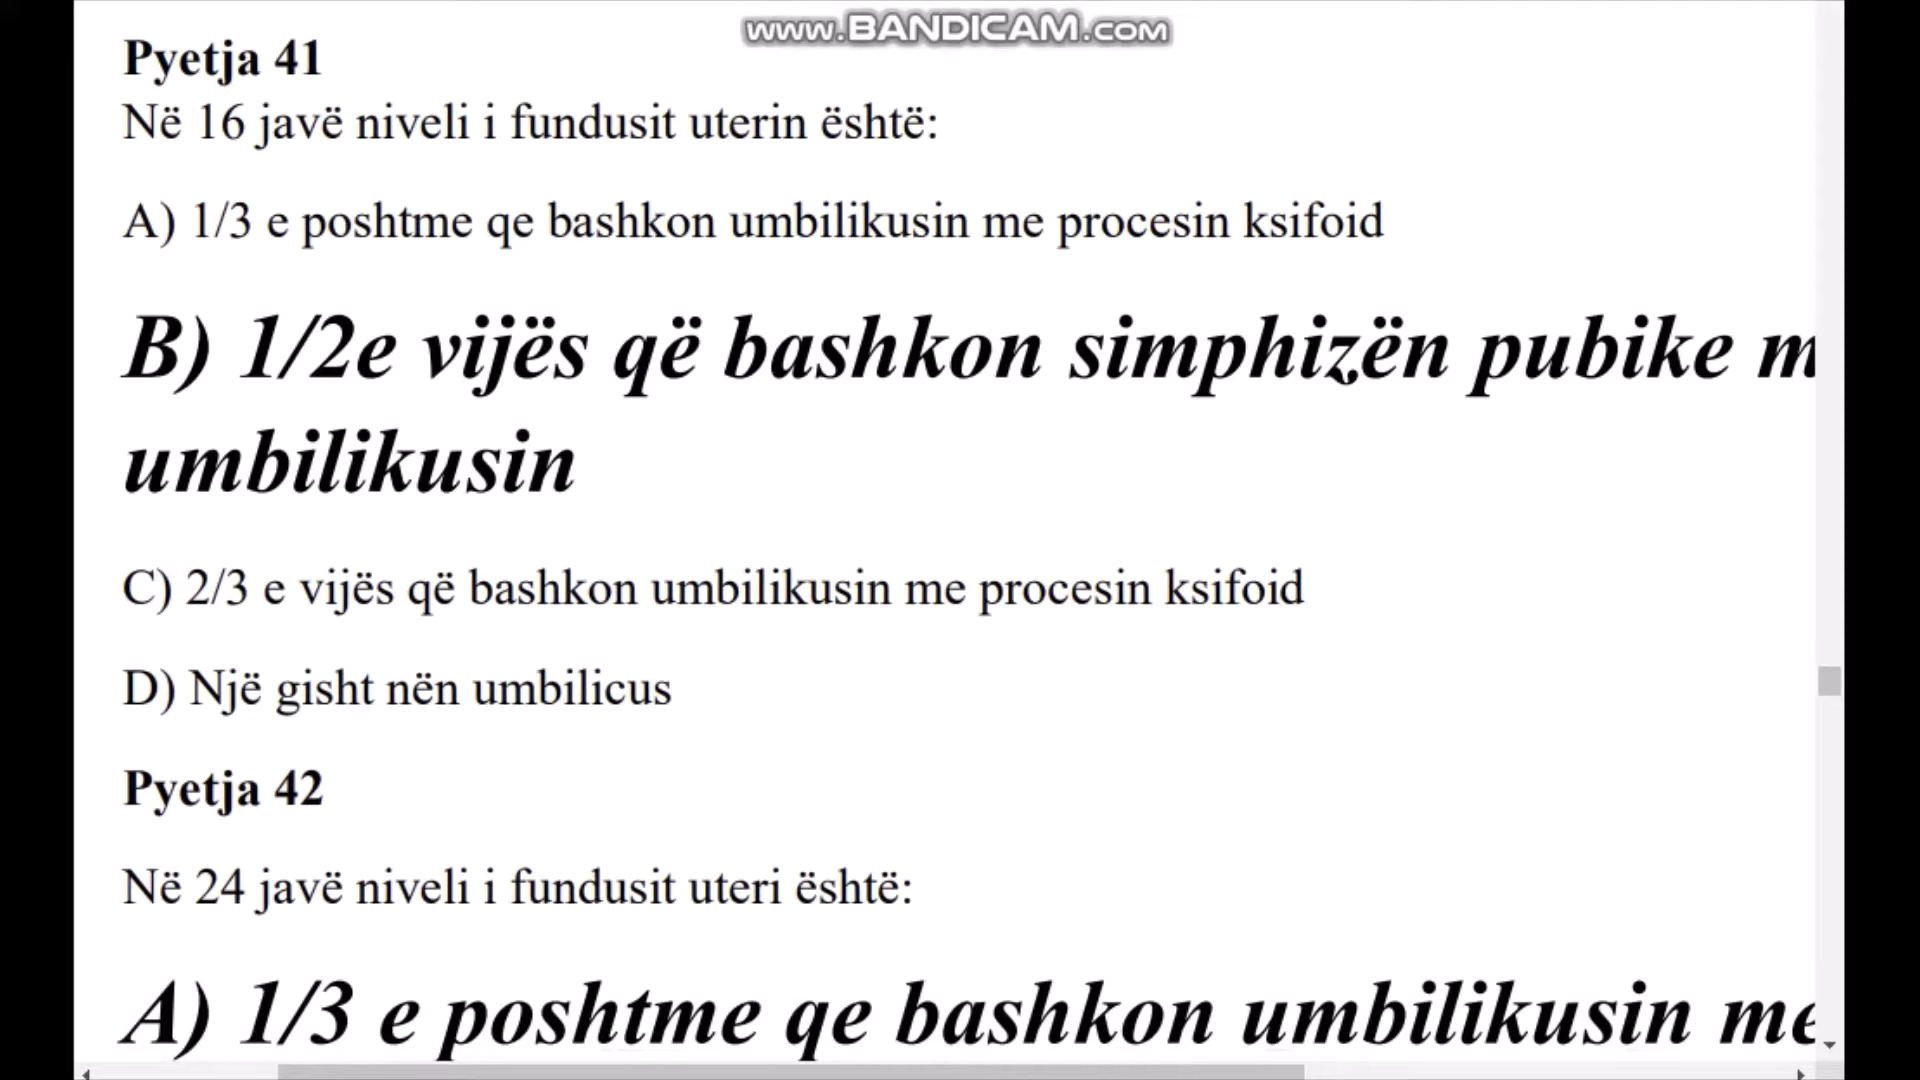 www.BANDICAM.com
Pyetja 41
Në 16 javë niveli i fundusit uterin është:
A) 1/3 e poshtme qe bashkon umbilikusin me procesin ksifoid
B) 1/2e vijës që bashkon simphizën pubike m
umbilikusin
C) 2/3 e vijës që bashkon umbilikusin me procesin ksifoid
D) Një gisht nën umbilicus
Pyetja 42
Në 24 javë niveli i fundusit uteri është:
A) 1/3 e poshtme qe bashkon umbilikusin me